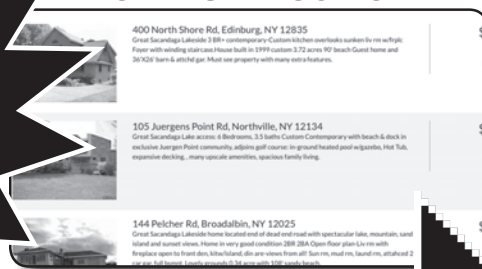 400 North Shore Rd, Edinburg, NY 12835
Great Sacandaga Lakeside 3 BR+ contemporary-Custom kitchen overlooks sunken liv rm w/frplc
Foyer with winding staircase.House built in 1999 custom 3.72 acres 90' beach Guest home and
36'X26' barn & attchd gar. Must see property with many extra features.
105 Juergens Point Rd, Northville, NY 12134
Great Sacandaga Lake access; 6 Bedrooms, 3.5 baths Custom Contemporary with beach & dock in
exclusive Juergen Point community, adjoins golf course: in-ground heated pool w/gazebo, Hot Tub,
expansive decking, , many upscale amenities, spacious family living.
144 Pelcher Rd, Broadalbin, NY 12025
Great Sacandaga Lakeside home located end of dead end road with spectacular lake, mountain, sand
island and sunset views. Home in very good condition 2BR 2BA Open floor plan-Liv rm with
fireplace open to front den, kitw/island, din are-views from all! Sun rm, mud rm, laund rm, attahced 2
car gar, full bsmnt. Lovely grounds 0.34 acre with 108' sandy beach